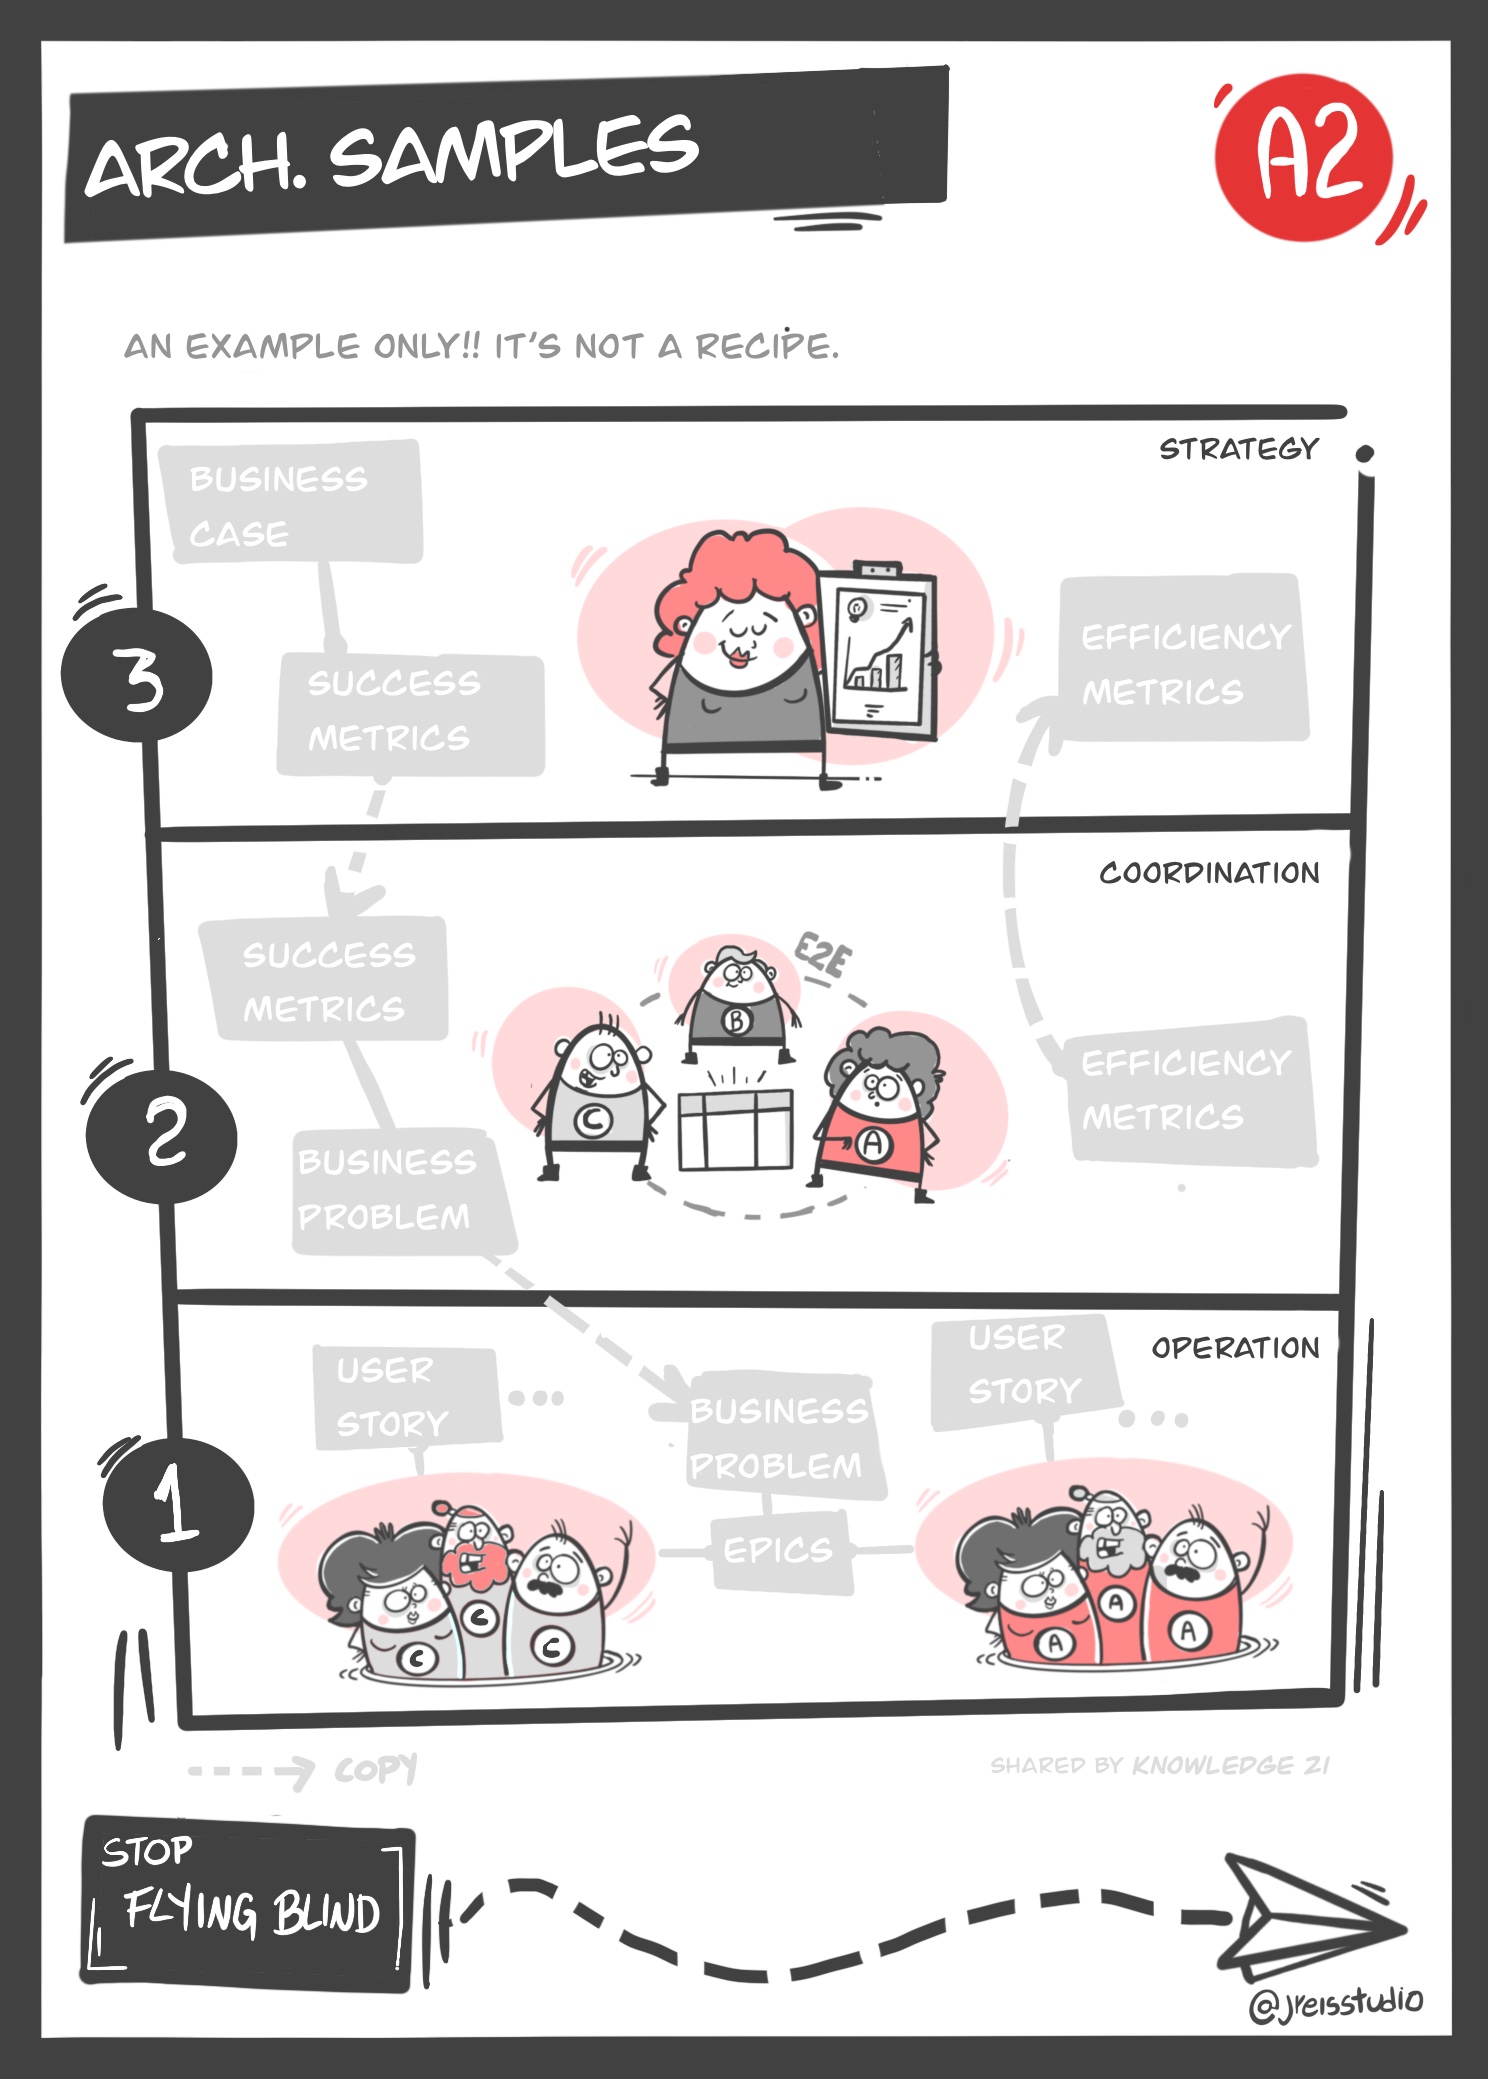 ARCH. SAMPLES
A2
AN EXAMPLE ONLY!! IT'S NOT A RECIPE.
STRATEGY
BUSINESS
CASE
3
SUCCESS
METRICS
EFFICIENCY
METRICS
COORDINATION
SUCCESS
METRICS
E2E
B
C
A
2
EFFICIENCY
METRICS
BUSINESS
PROBLEM
OPERATION
USER
STORY
BUSINESS
PROBLEM
USER
STORY
1
EPICS
C
C
C
A
A
A
COPY
SHARED BY KNOWLEDGE 21
STOP
FLYING BLIND
@jreisstudio